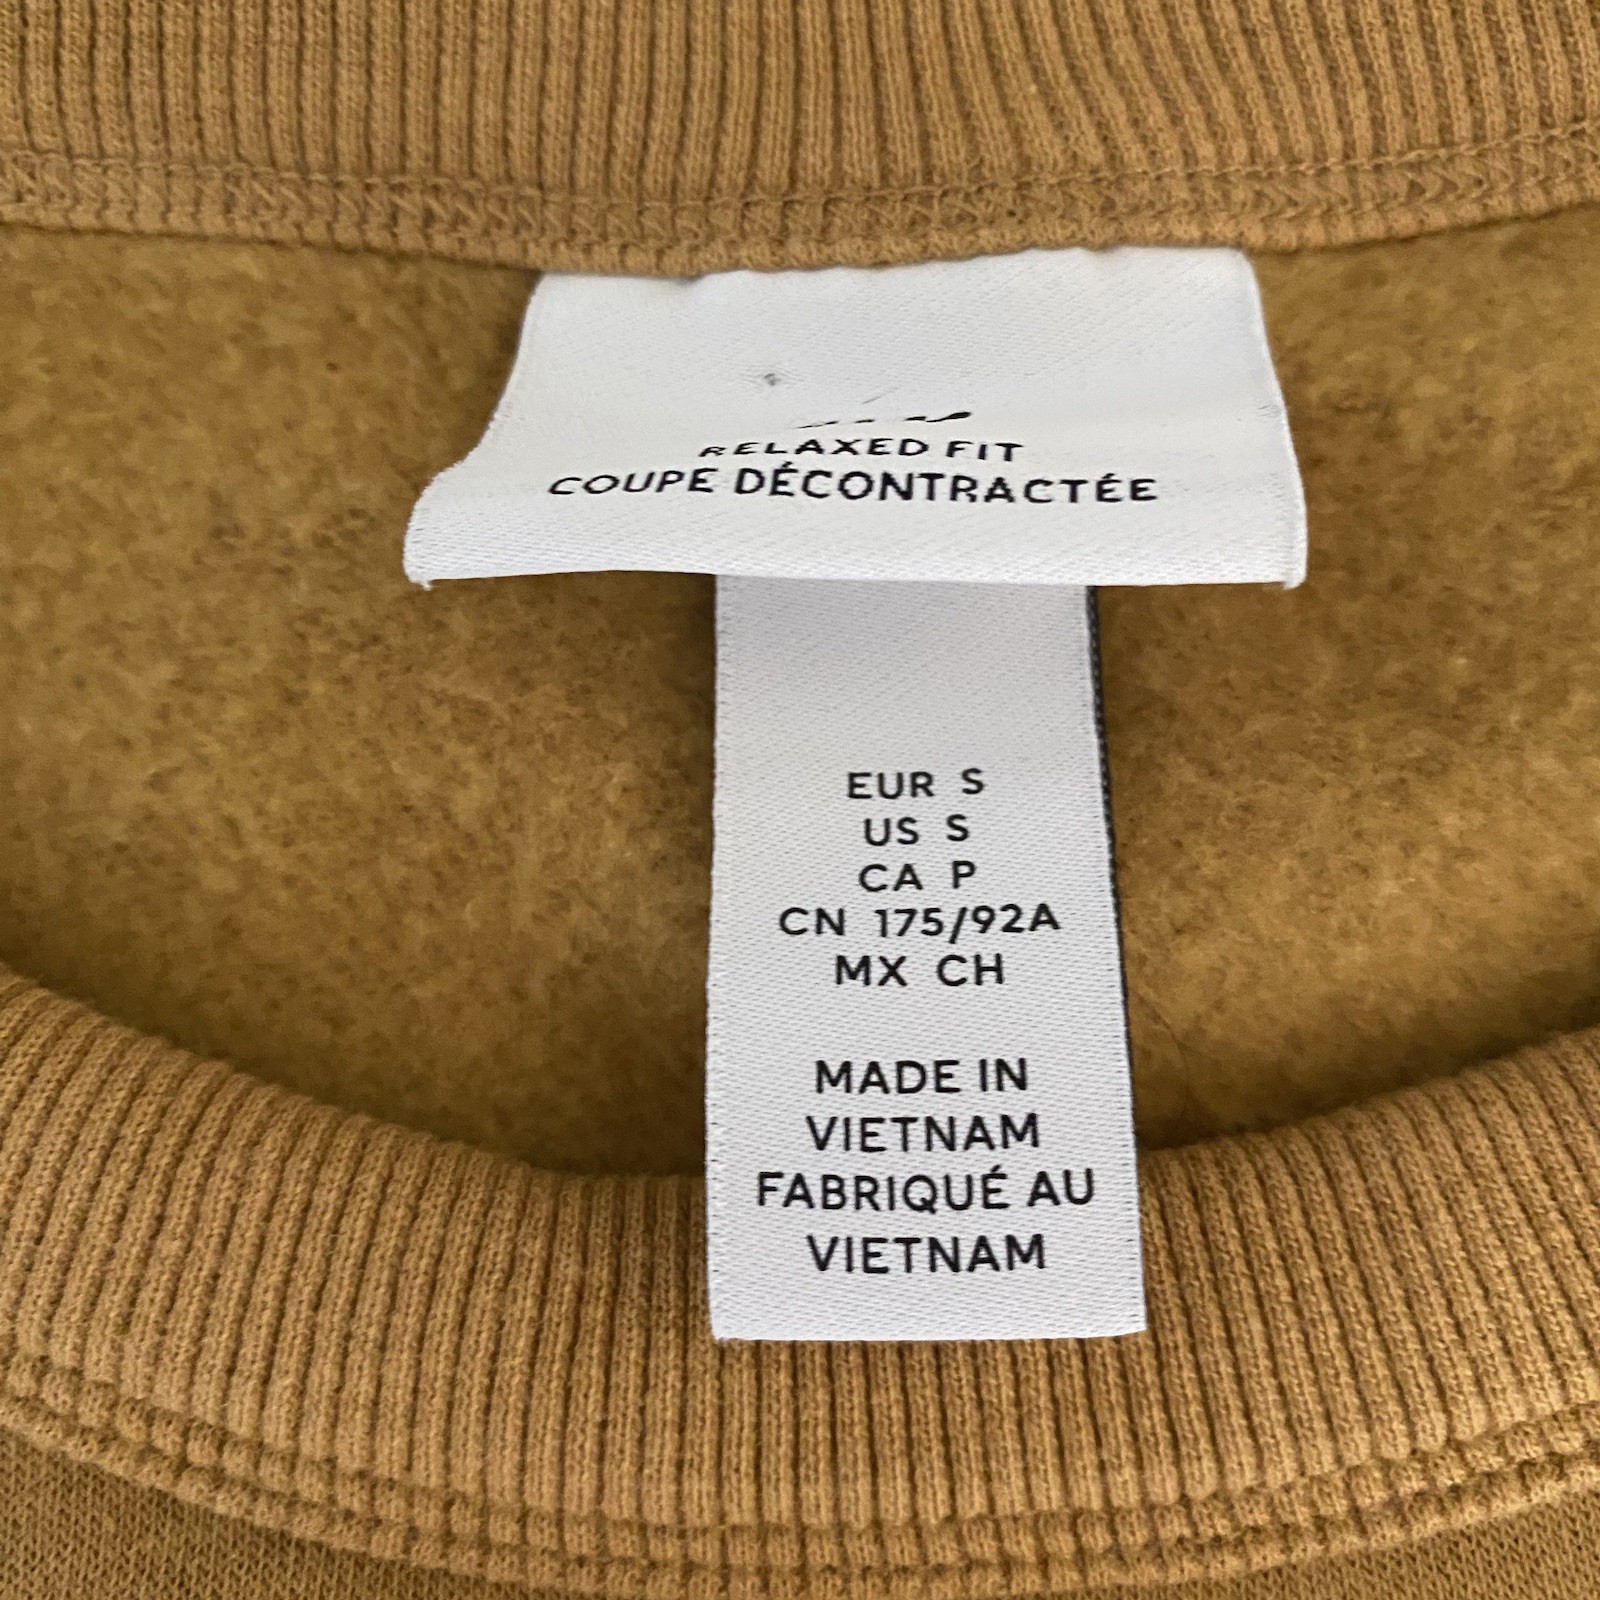 RELAXED FIT
COUPE DÉCONTRACTÉE
EUR S
US S
CA P
CN 175/92A
MX CH
MADE IN
VIETNAM
FABRIQUÉ AU
VIETNAM